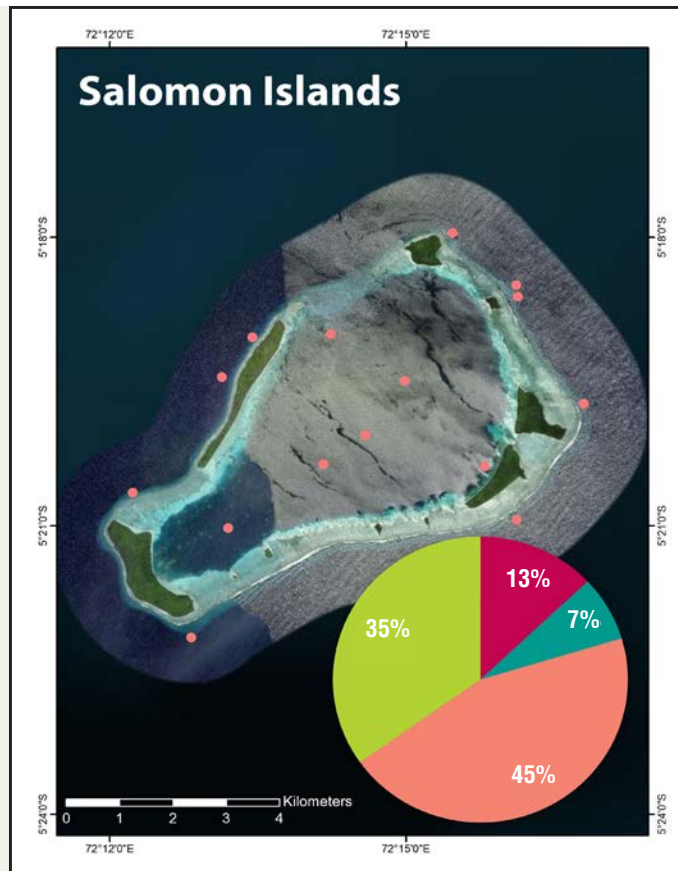 72°12'0"E 72°15'0"E
Salomon Islands
5°18'0"S 5°18'0"S
5°21'0"S 5°21'0"S
13%
7%
35%
45%
Kilometers
0 1 2 3 4
5°24'0"S 5°24'0"S
72°12'0"E 72°15'0"E